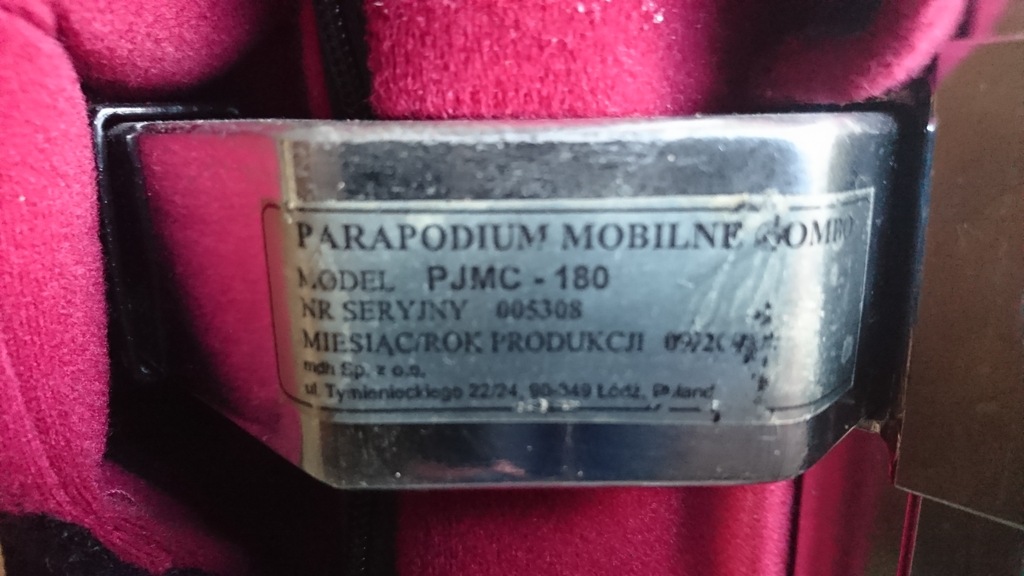 PARAPODIUM MOBILNE COMBO
MODEL PJMC - 180
NR SERYJNY 005308
MIESIĄC/ROK PRODUKCJI
mdh Sp. z o.o.
ul. Tymienieckiego 22/24, 90-349 Łódź, Poland